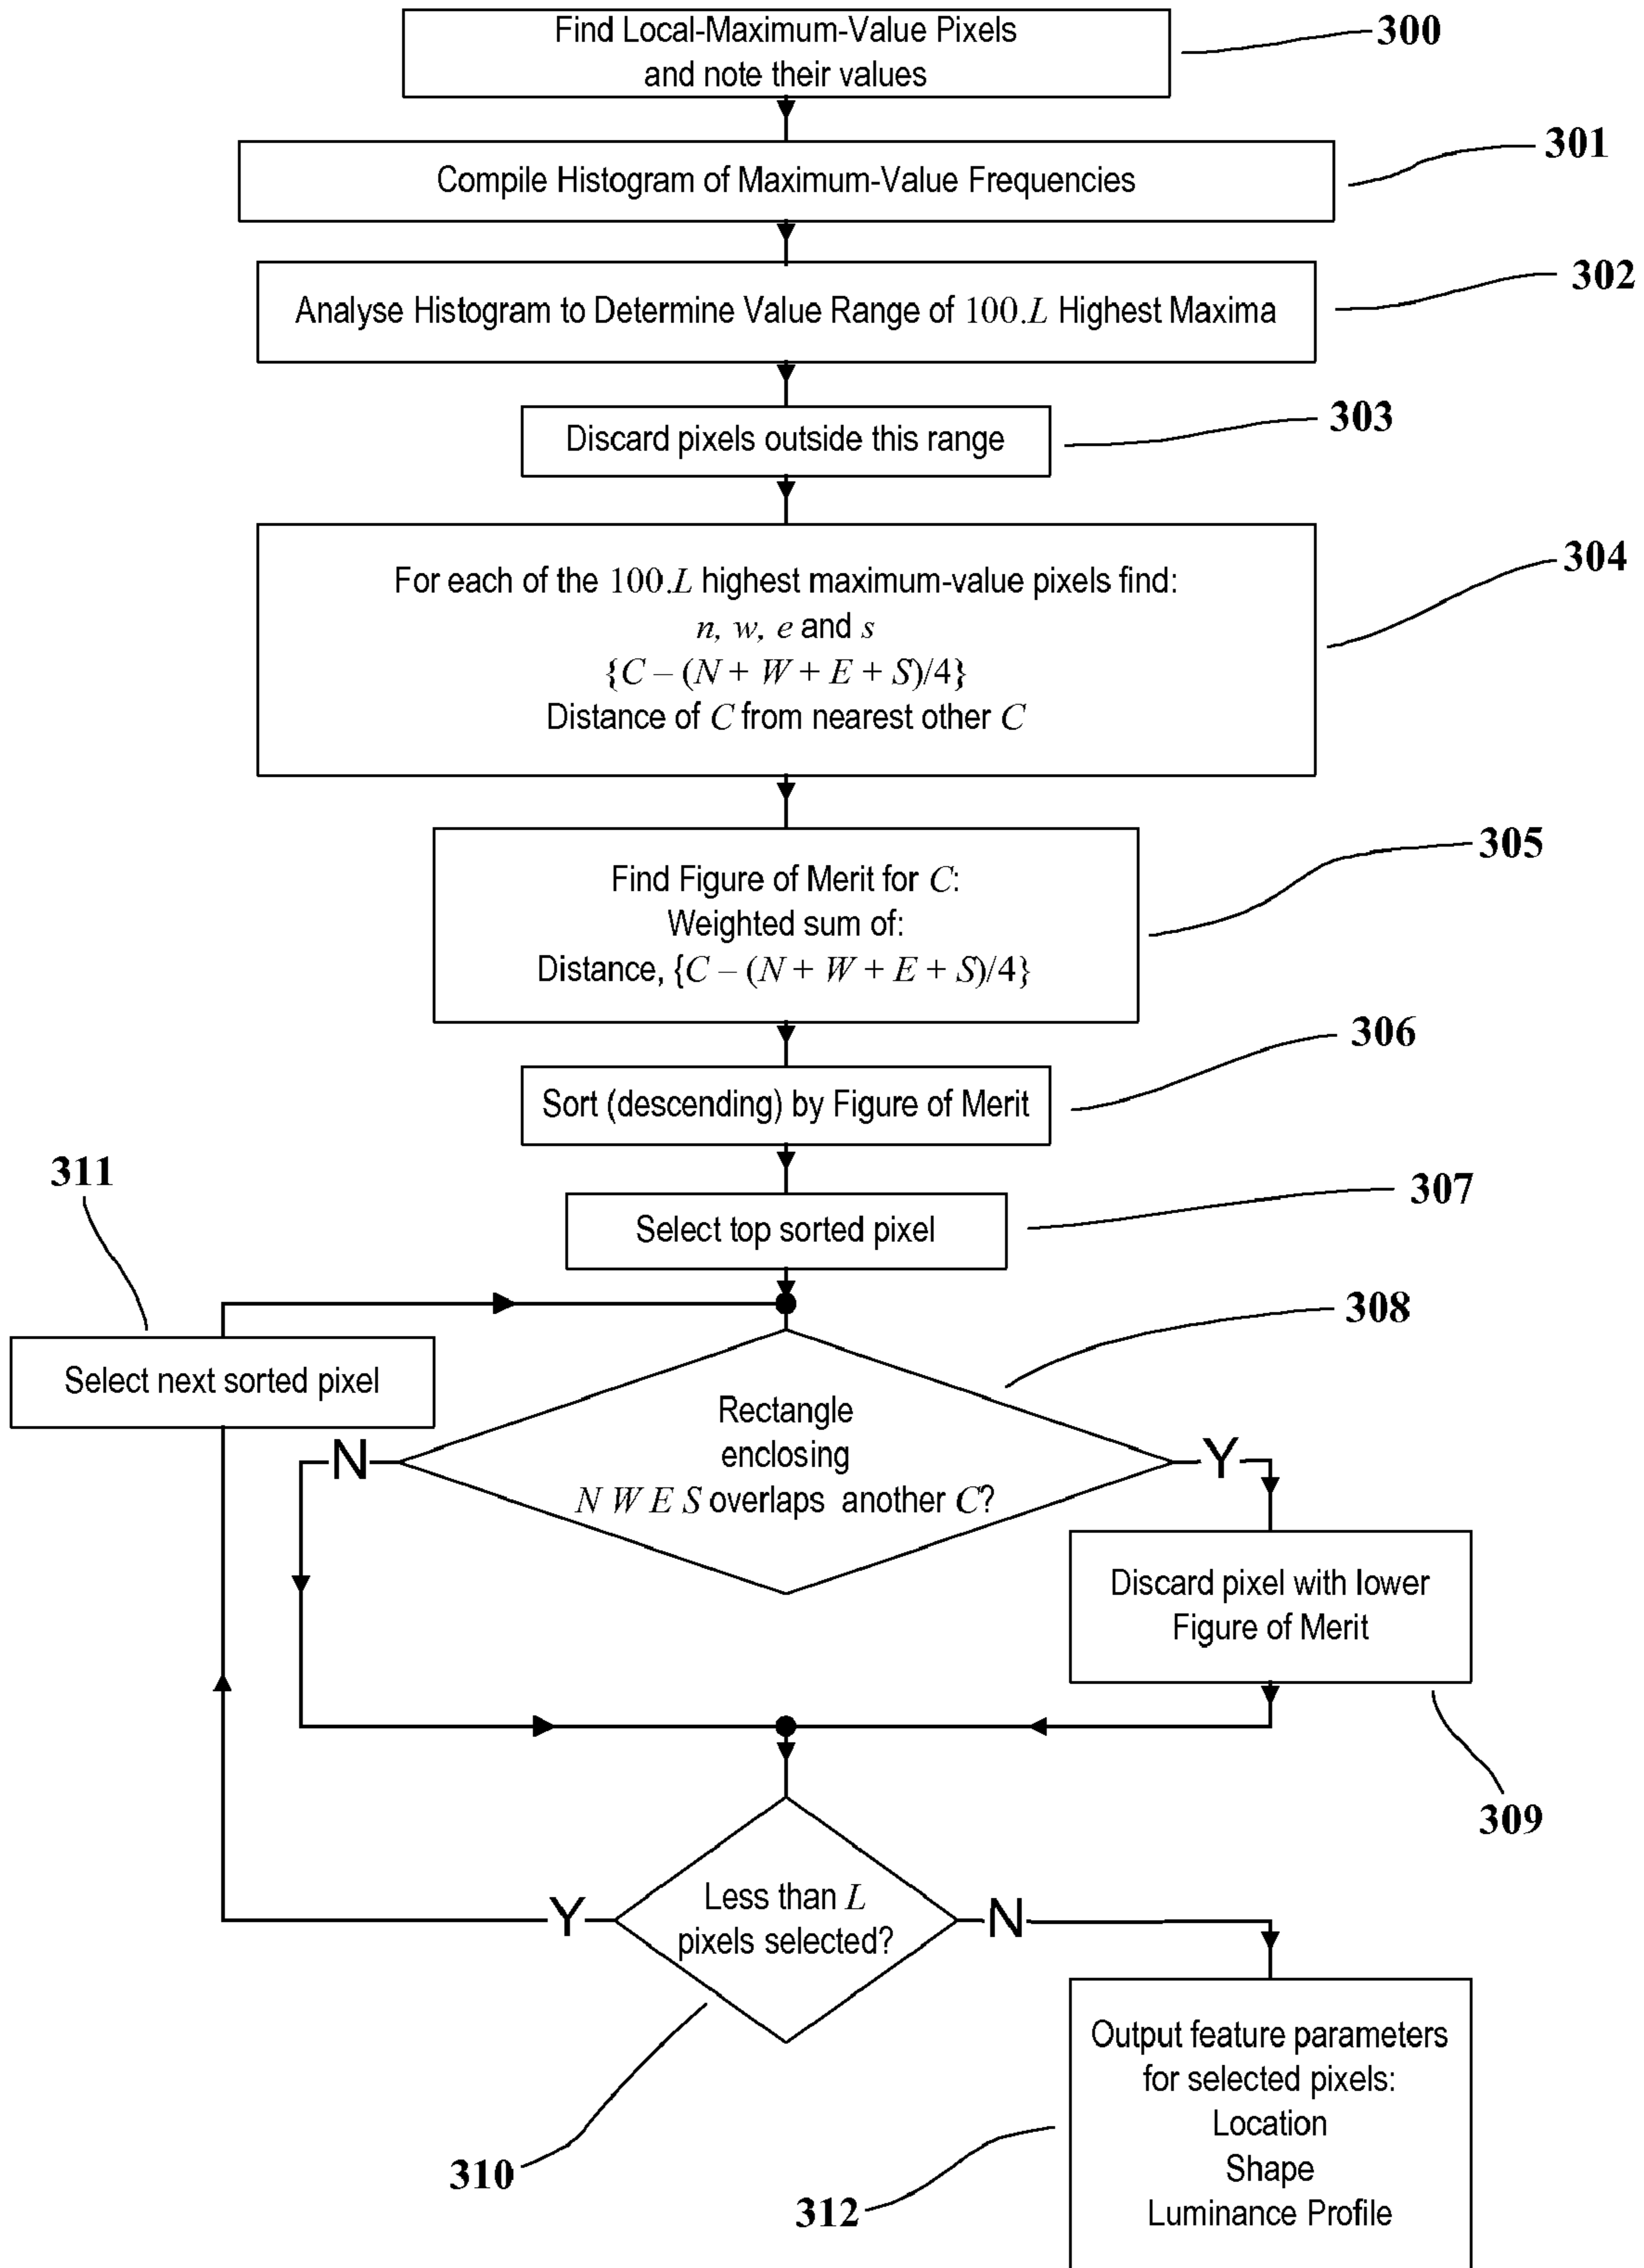 Find Local-Maximum-Value Pixels
and note their values
300
Compile Histogram of Maximum-Value Frequencies
301
Analyse Histogram to Determine Value Range of 100.L Highest Maxima
302
Discard pixels outside this range
303
For each of the 100.L highest maximum-value pixels find:
n, w, e and s
{C – (N + W + E + S)/4}
Distance of C from nearest other C
304
Find Figure of Merit for C:
Weighted sum of:
Distance, {C – (N + W + E + S)/4}
305
Sort (descending) by Figure of Merit
306
Select top sorted pixel
307
311
Select next sorted pixel
Rectangle
enclosing
N W E S overlaps another C?
308
N
Y
Discard pixel with lower
Figure of Merit
309
Less than L
pixels selected?
Y
N
310
Output feature parameters
for selected pixels:
Location
Shape
Luminance Profile
312